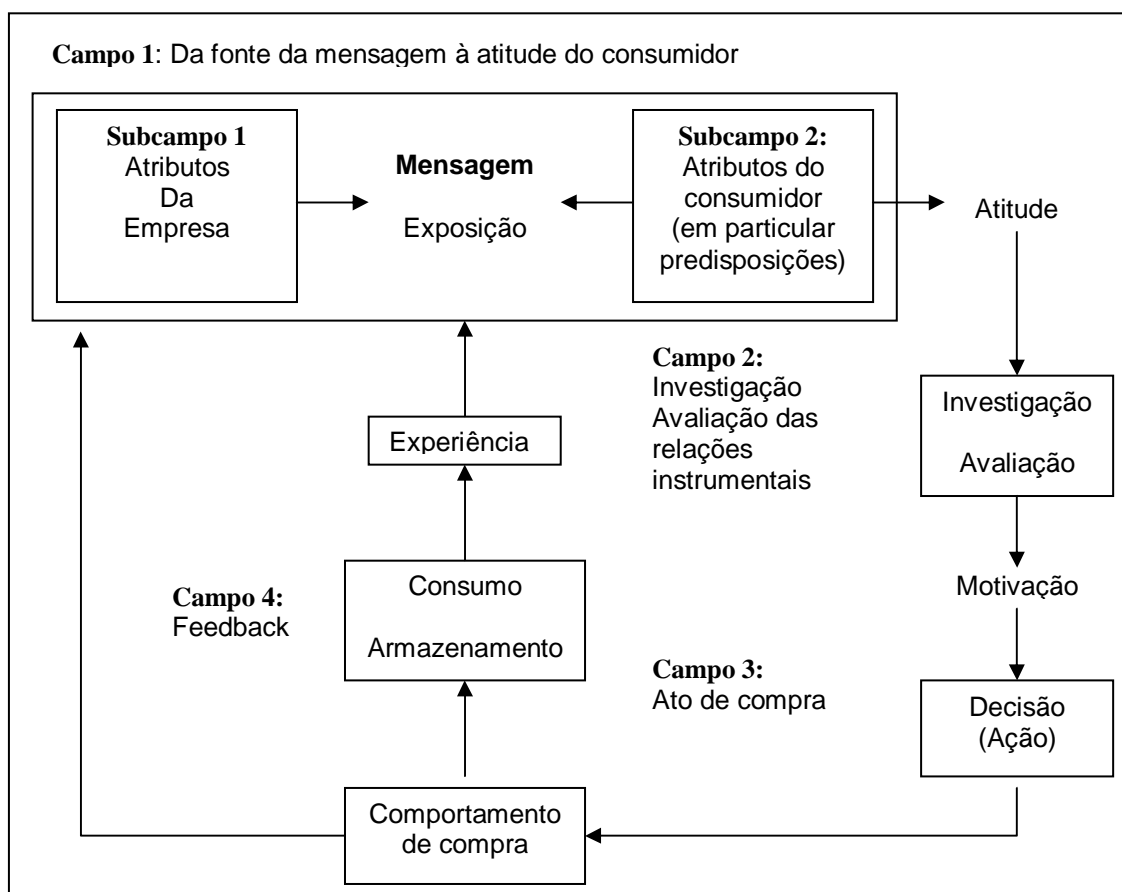 Campo 1: Da fonte da mensagem à atitude do consumidor
Subcampo 1
Atributos
Da
Empresa
Mensagem
Exposição
Subcampo 2:
Atributos do
consumidor
(em particular
predisposições)
Atitude
Campo 2:
Investigação
Avaliação das
relações
instrumentais
Investigação
Avaliação
Experiência
Motivação
Campo 4:
Feedback
Consumo
Armazenamento
Campo 3:
Ato de compra
Decisão
(Ação)
Comportamento
de compra